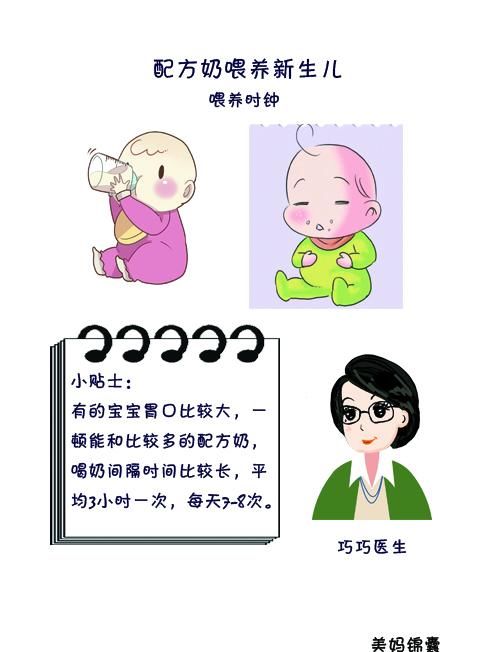 配方奶喂养新生儿
喂养时钟
小贴士：
有的宝宝胃口比较大，一
顿能和比较多的配方奶，
喝奶间隔时间比较长，平
均3小时一次，每天7-8次。
巧巧医生
美妈锦囊